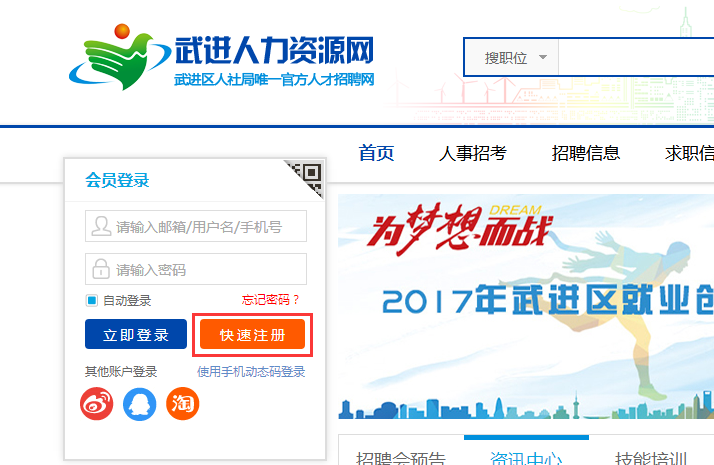 武进人力资源网
武进区人社局唯一官方人才招聘网
搜职位
首页 人事招考 招聘信息 求职信
会员登录
请输入邮箱/用户名/手机号
请输入密码
自动登录 忘记密码？
立即登录 快速注册
其他账户登录 使用手机动态码登录
淘
DREAM
为梦想而战
2017年武进区就业创
招聘会预告 资讯中心 技能培训